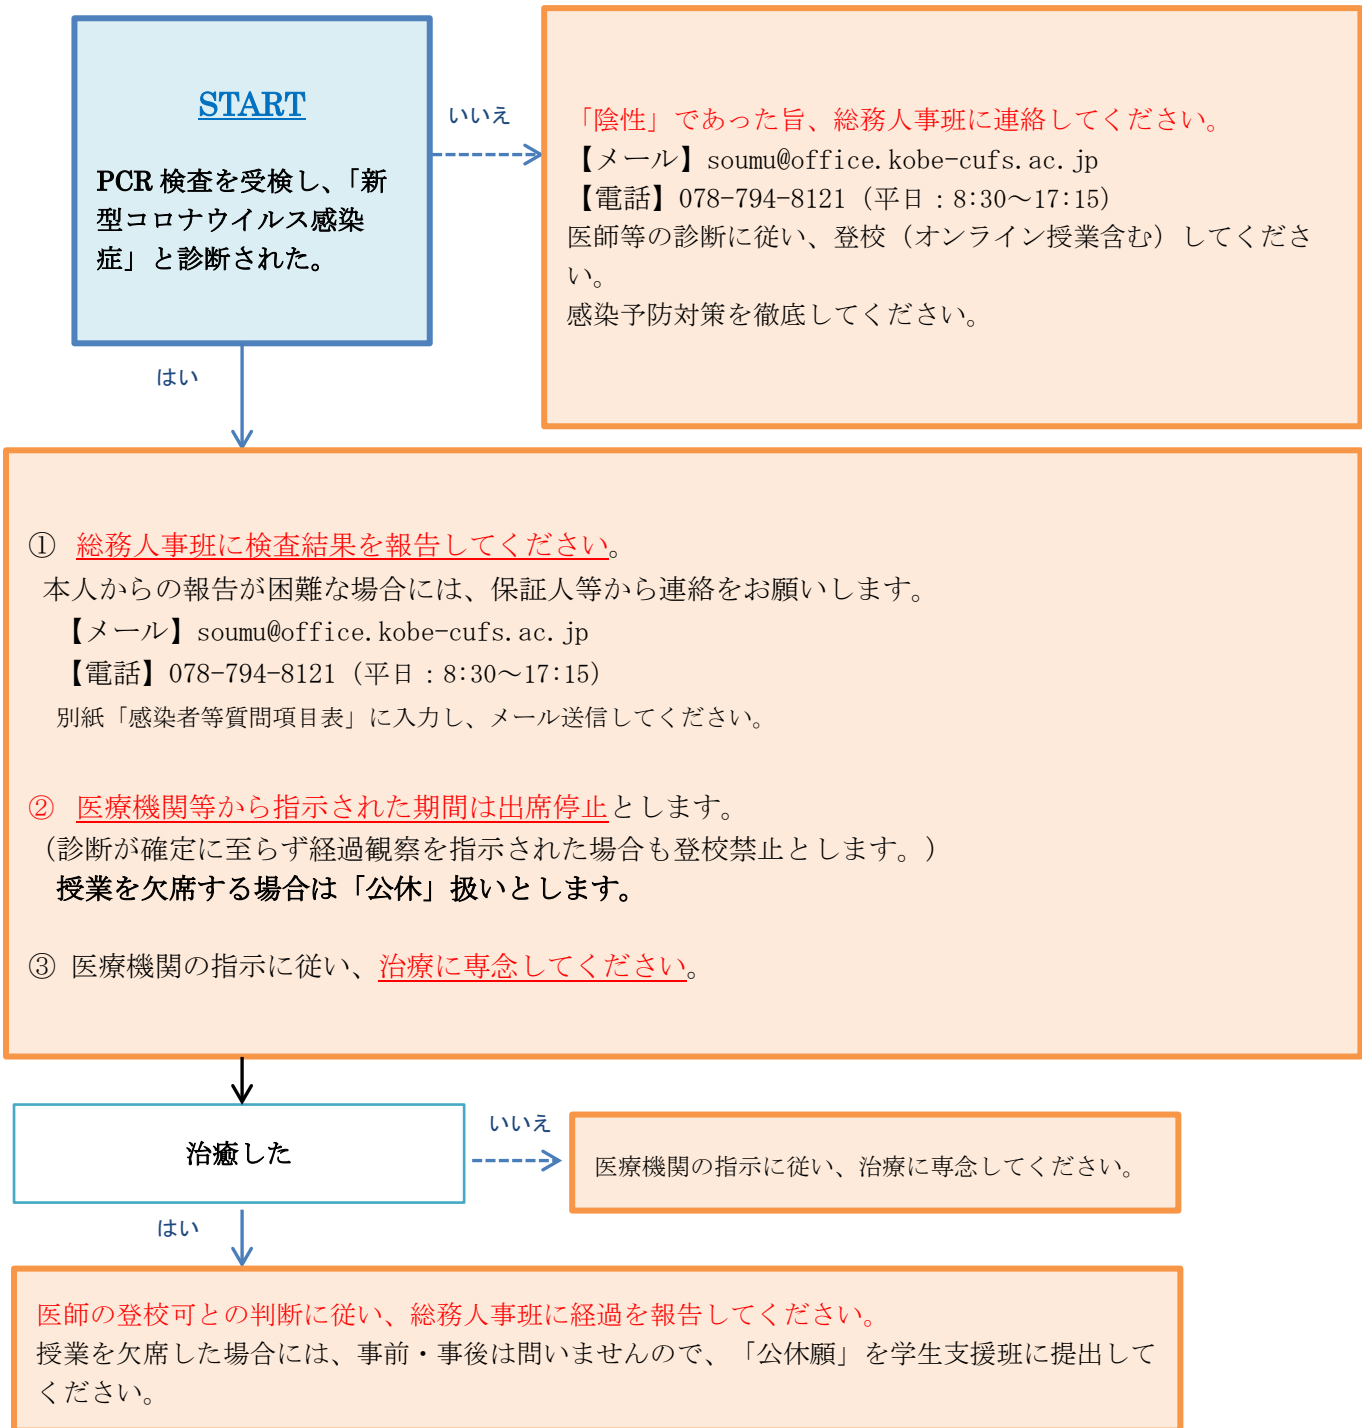 START
PCR 検査を受検し、「新
型コロナウイルス感染
症」と診断された。
いいえ
「陰性」であった旨、総務人事班に連絡してください。
【メール】soumu@office.kobe-cufs.ac.jp
【電話】078-794-8121（平日：8:30～17:15）
医師等の診断に従い、登校（オンライン授業含む）してくださ
い。
感染予防対策を徹底してください。
はい
① 総務人事班に検査結果を報告してください。
本人からの報告が困難な場合には、保証人等から連絡をお願いします。
【メール】soumu@office.kobe-cufs.ac.jp
【電話】078-794-8121（平日：8:30～17:15）
別紙「感染者等質問項目表」に入力し、メール送信してください。
② 医療機関等から指示された期間は出席停止とします。
（診断が確定に至らず経過観察を指示された場合も登校禁止とします。）
授業を欠席する場合は「公休」扱いとします。
③ 医療機関の指示に従い、治療に専念してください。
治癒した
いいえ
医療機関の指示に従い、治療に専念してください。
はい
医師の登校可との判断に従い、総務人事班に経過を報告してください。
授業を欠席した場合には、事前・事後は問いませんので、「公休願」を学生支援班に提出して
ください。